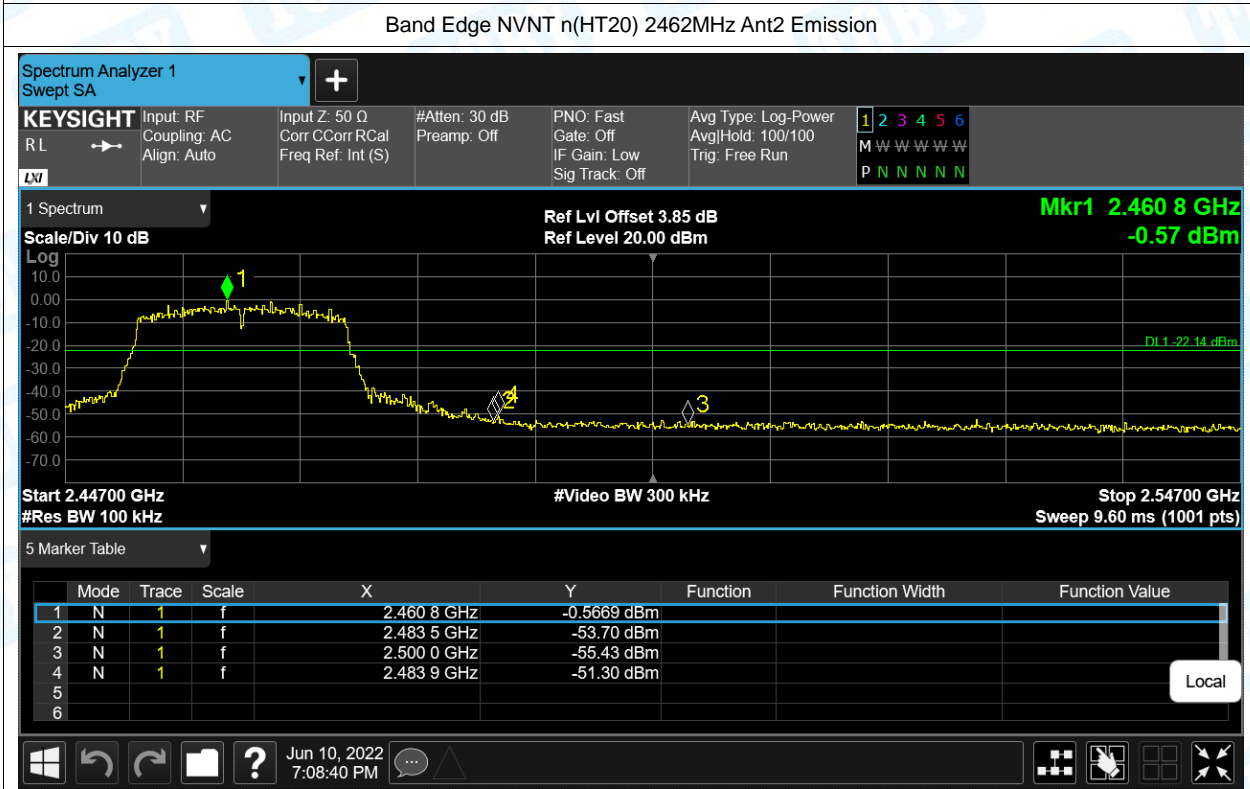 Band Edge NVNT n(HT20) 2462MHz Ant2 Emission
Spectrum Analyzer 1
Swept SA
+
KEYSIGHT
R L
LXI
Input: RF
Coupling: AC
Align: Auto
Input Z: 50 Ω
Corr CCorr RCal
Freq Ref: Int (S)
#Atten: 30 dB
Preamp: Off
PNO: Fast
Gate: Off
IF Gain: Low
Sig Track: Off
Avg Type: Log-Power
Avg|Hold: 100/100
Trig: Free Run
1 2 3 4 5 6
M W W W W W
P N N N N N
1 Spectrum
Scale/Div 10 dB
Ref Lvl Offset 3.85 dB
Ref Level 20.00 dBm
Mkr1 2.460 8 GHz
-0.57 dBm
Log
10.0
0.00
-10.0
-20.0
-30.0
-40.0
-50.0
-60.0
-70.0
1
2
4
3
DL1 -22.14 dBm
Start 2.44700 GHz
#Res BW 100 kHz
#Video BW 300 kHz
Stop 2.54700 GHz
Sweep 9.60 ms (1001 pts)
5 Marker Table
Mode Trace Scale X Y Function Function Width Function Value
1 N 1 f 2.460 8 GHz -0.5669 dBm
2 N 1 f 2.483 5 GHz -53.70 dBm
3 N 1 f 2.500 0 GHz -55.43 dBm
4 N 1 f 2.483 9 GHz -51.30 dBm
5
6
Local
?
Jun 10, 2022
7:08:40 PM